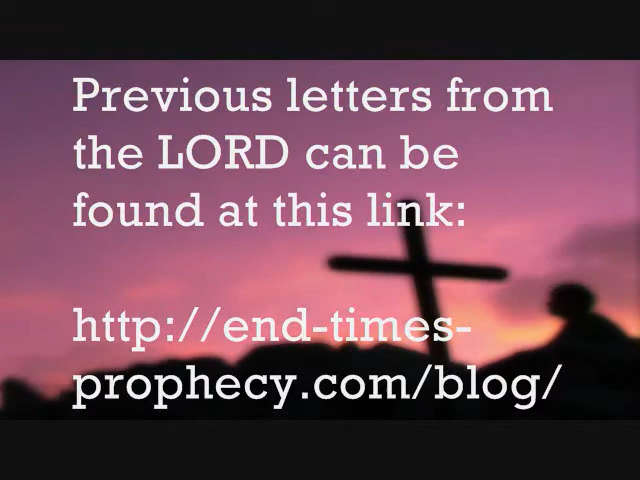 Previous letters from
the LORD can be
found at this link:
http://end-times-
prophecy.com/blog/